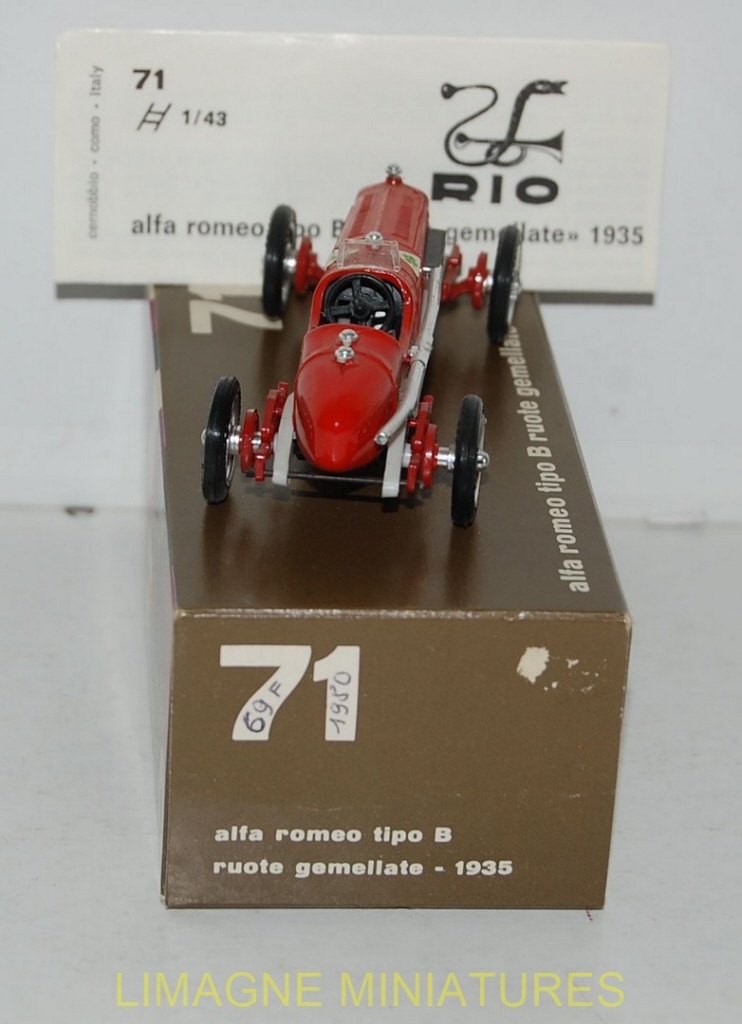 cernobbio - como - italy
71
1/43
RIO
alfa romeo
gemellate» 1935
71
alfa romeo tipo B ruote gemellate
71
69F
1980
alfa romeo tipo B
ruote gemellate - 1935
LIMAGNE MINIATURES